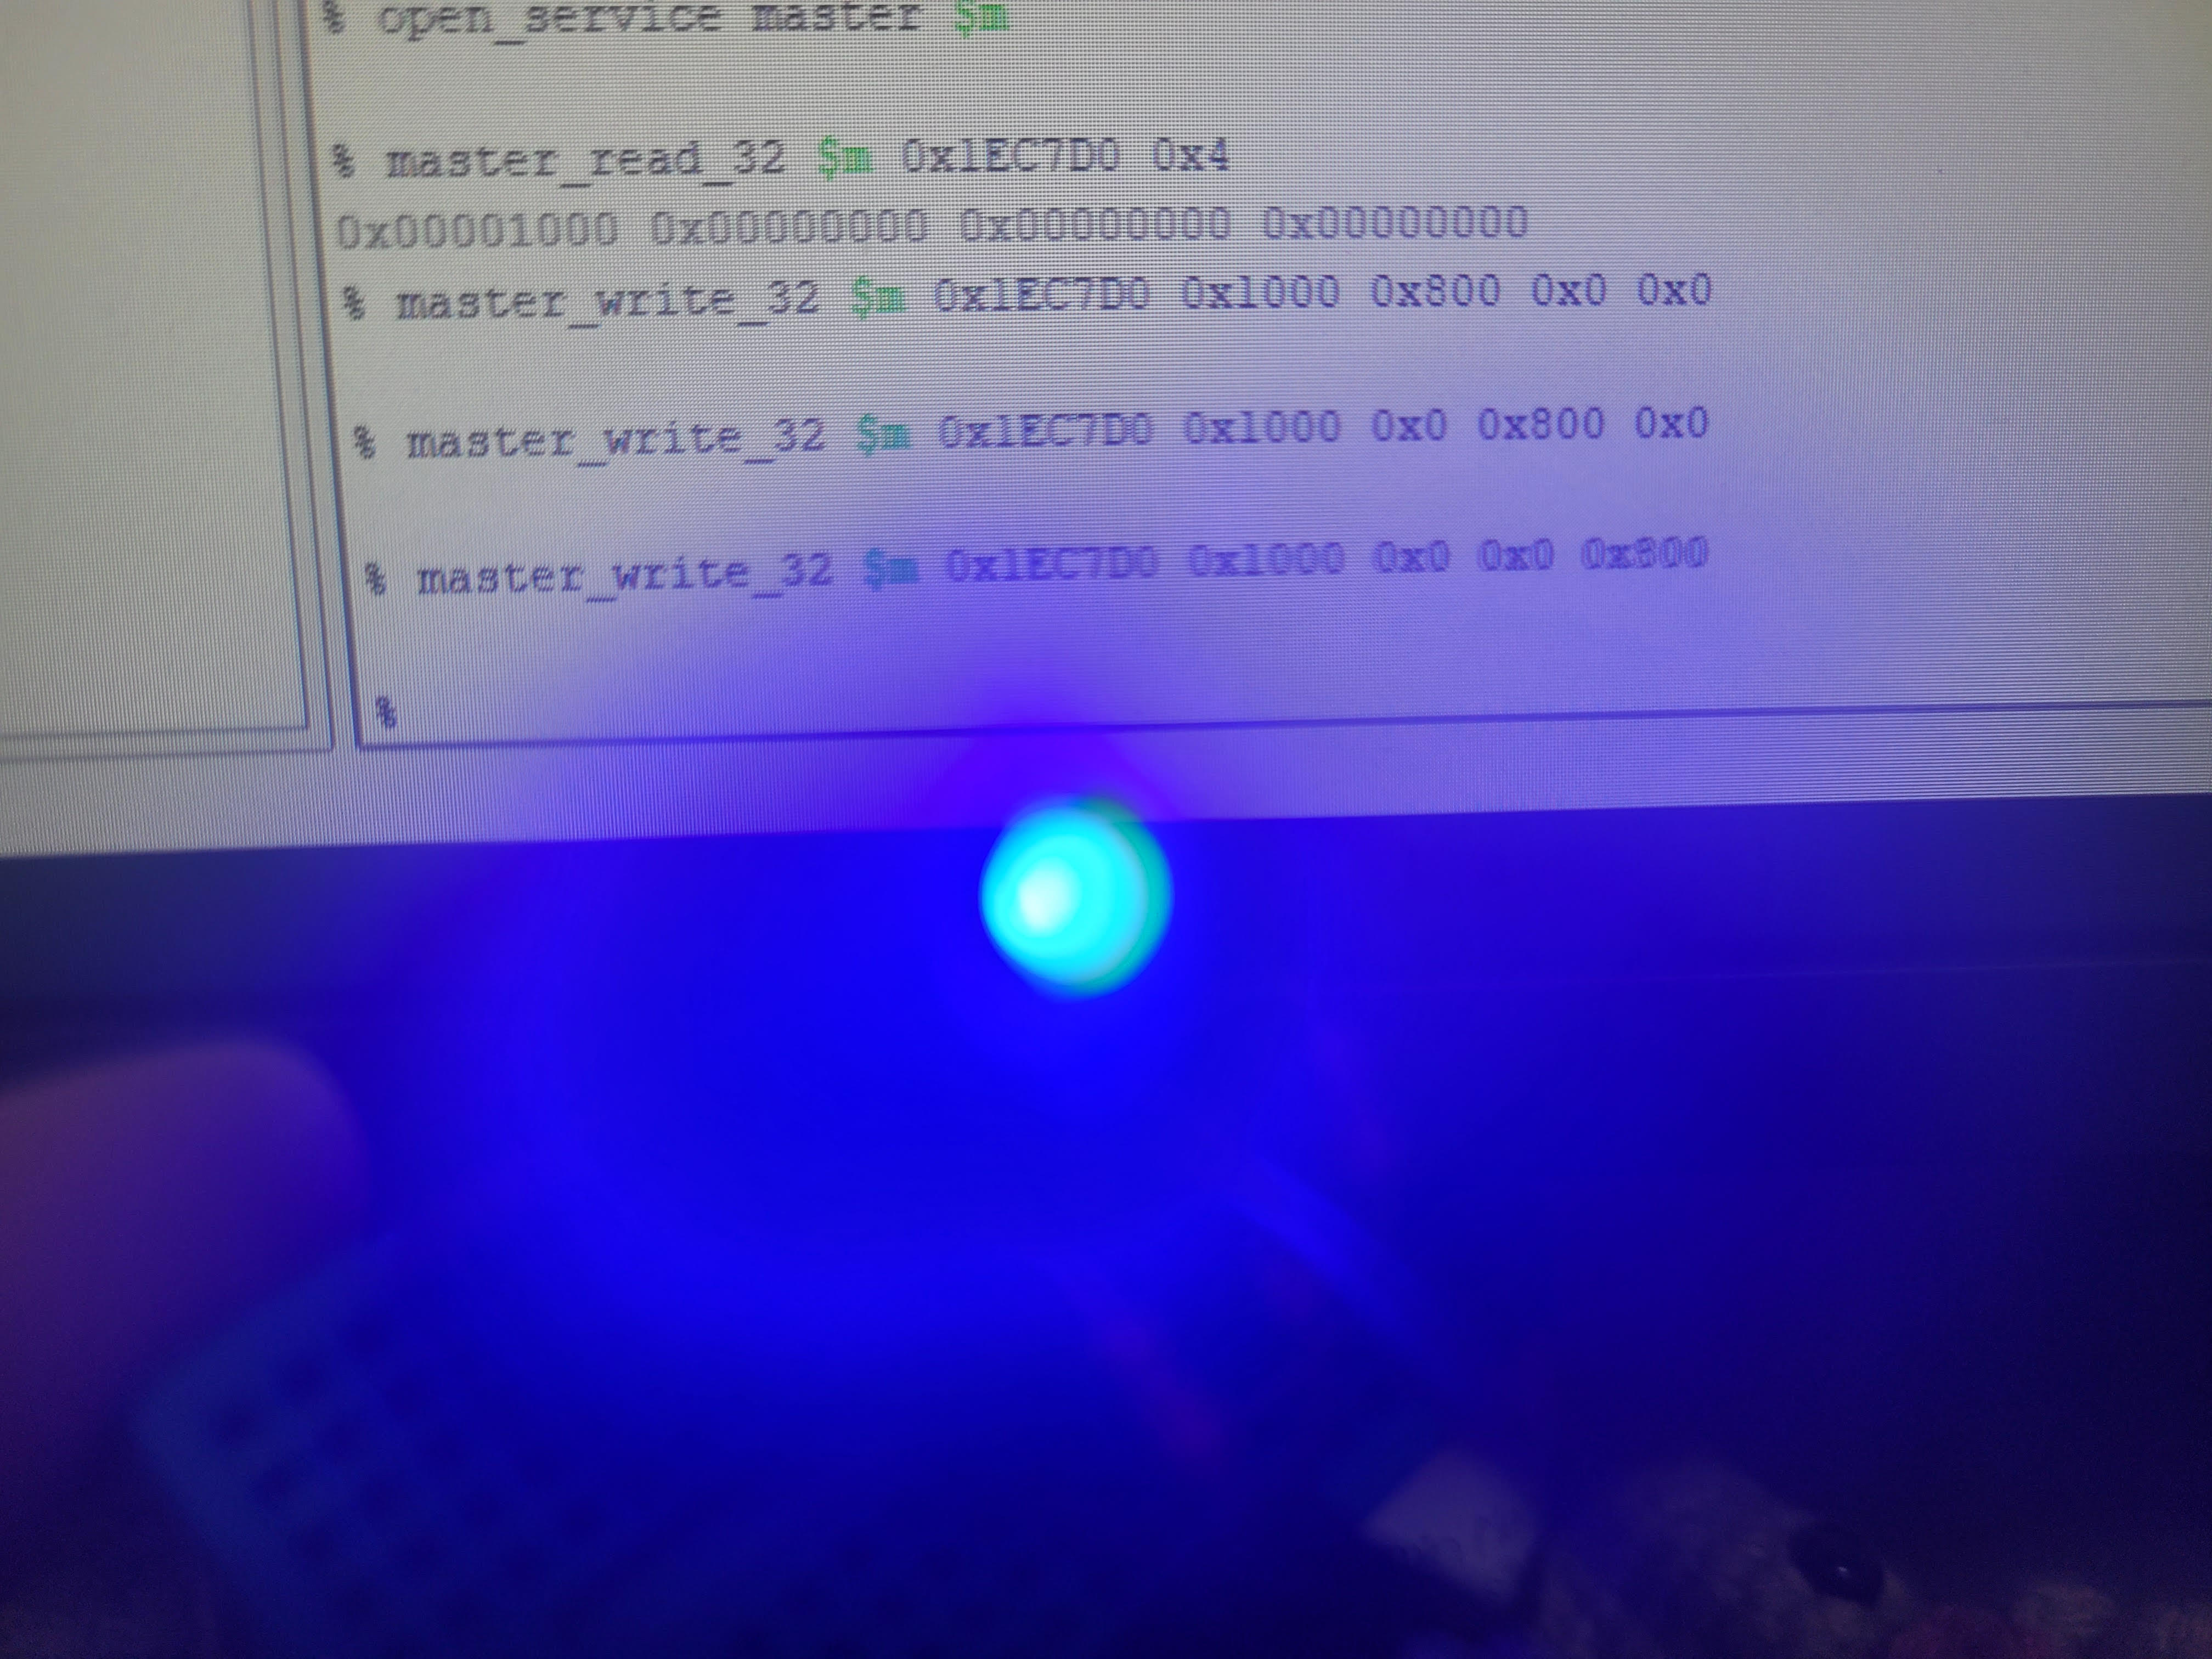 % open_service master $m
% master_read_32 $m 0x1EC7D0 0x4
0x00001000 0x00000000 0x00000000 0x00000000
% master_write_32 $m 0x1EC7D0 0x1000 0x800 0x0 0x0
% master_write_32 $m 0x1EC7D0 0x1000 0x0 0x800 0x0
% master_write_32 $m 0x1EC7D0 0x1000 0x0 0x0 0x800
%